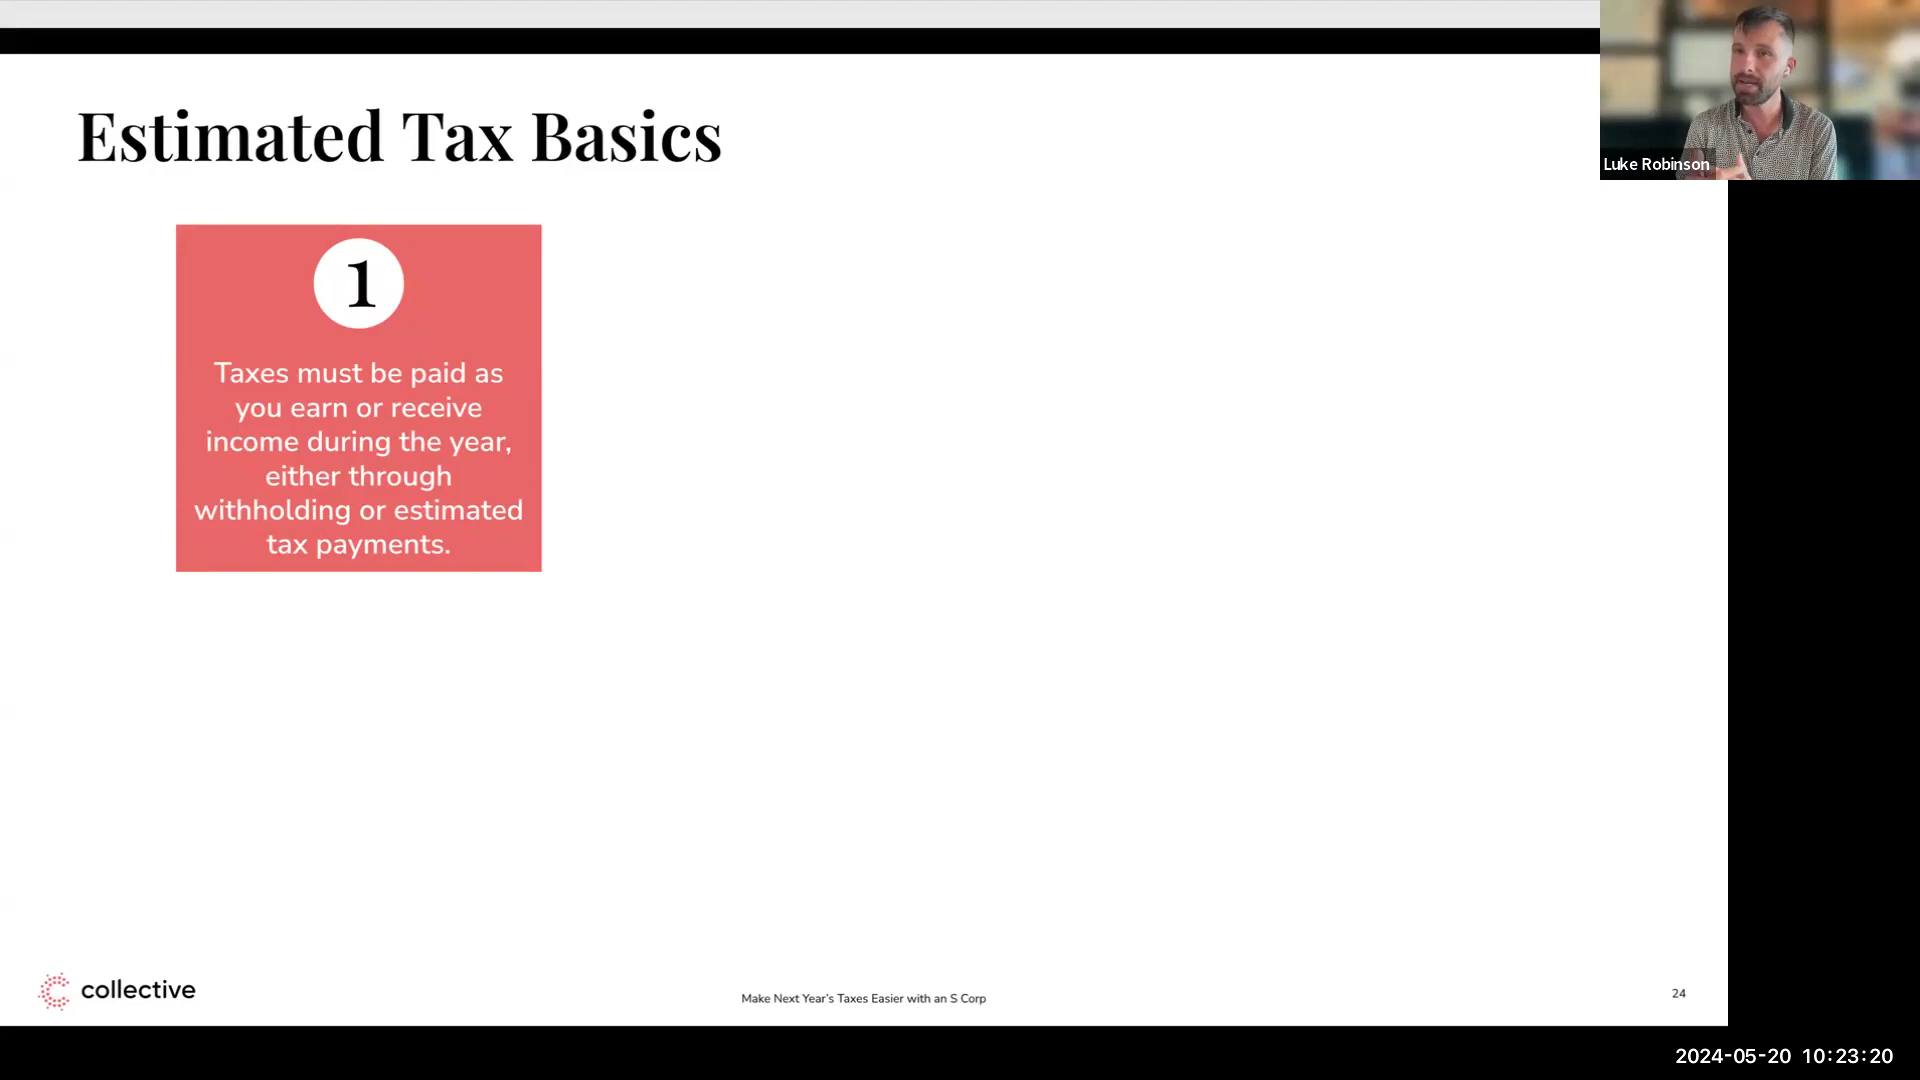 Estimated Tax Basics
Luke Robinson
1
Taxes must be paid as
you earn or receive
income during the year,
either through
withholding or estimated
tax payments.
collective
Make Next Year's Taxes Easier with an S Corp
24
2024-05-20 10:23:20